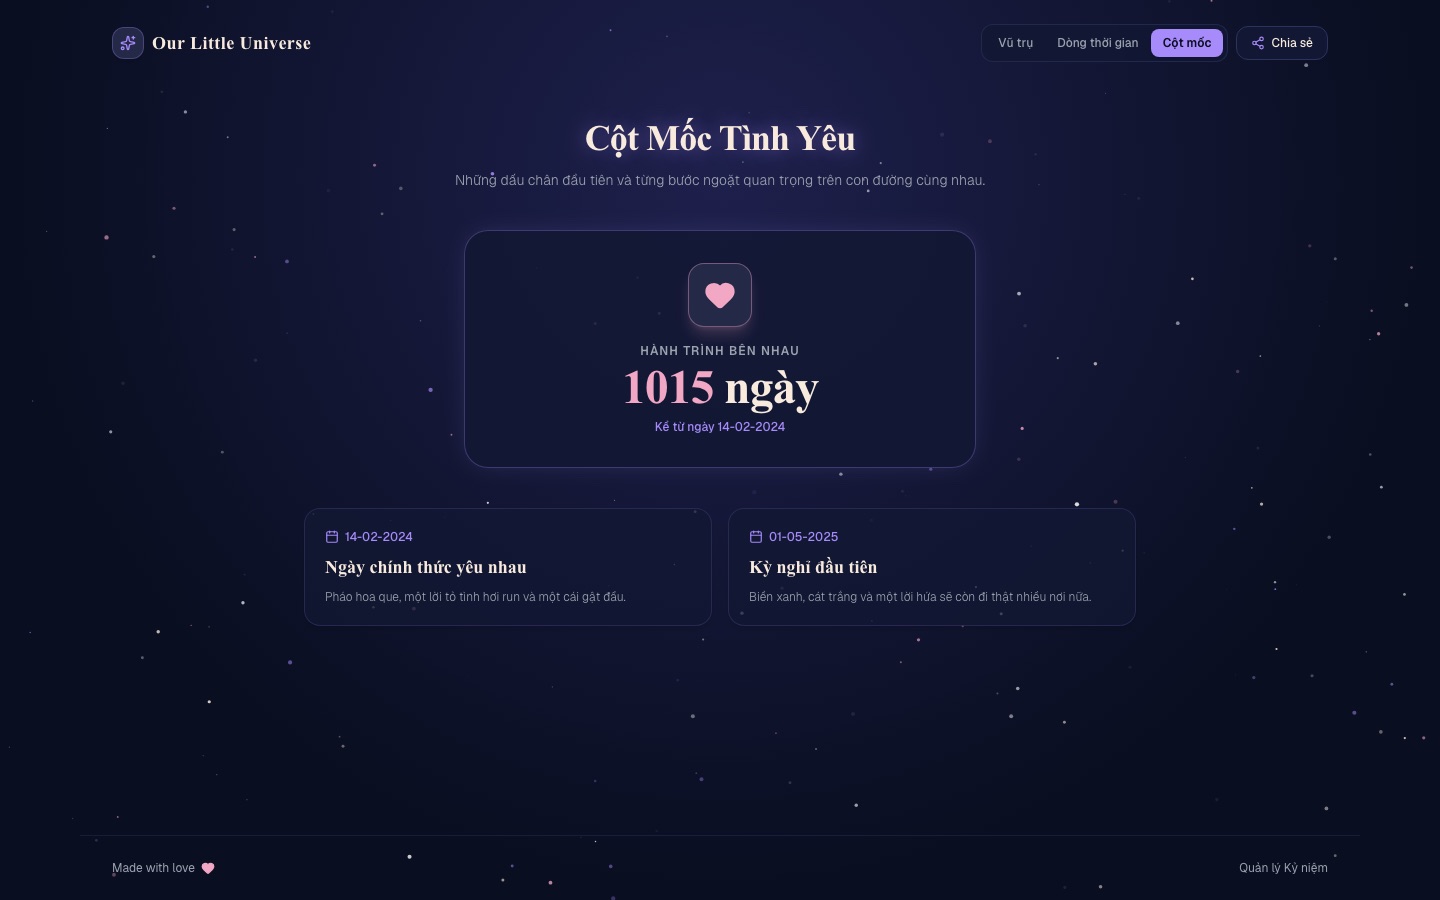 Our Little Universe
Vũ trụ
Dòng thời gian
Cột mốc
Chia sẻ
Cột Mốc Tình Yêu
Những dấu chân đầu tiên và từng bước ngoặt quan trọng trên con đường cùng nhau.
HÀNH TRÌNH BÊN NHAU
1015 ngày
Kể từ ngày 14-02-2024
14-02-2024
Ngày chính thức yêu nhau
Pháo hoa que, một lời tỏ tình hơi run và một cái gật đầu.
01-05-2025
Kỳ nghỉ đầu tiên
Biển xanh, cát trắng và một lời hứa sẽ còn đi thật nhiều nơi nữa.
Made with love
Quản lý Kỷ niệm